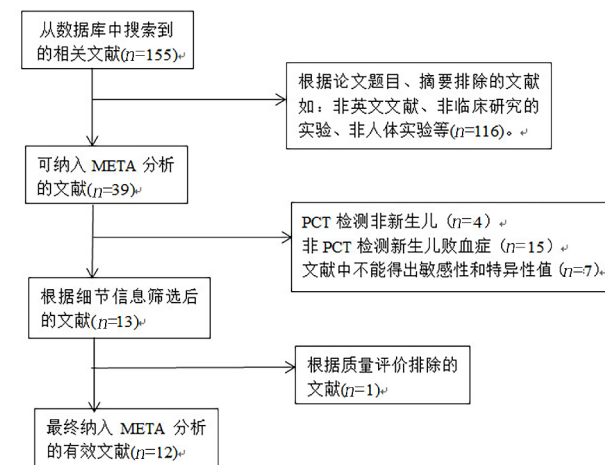 从数据库中搜索到
的相关文献(n=155)↵
根据论文题目、摘要排除的文献
如：非英文文献、非临床研究的
实验、非人体实验等(n=116)。↵
可纳入 META 分析
的文献(n=39)↵
PCT 检测非新生儿（n=4）↵
非 PCT 检测新生儿败血症（n=15）↵
文献中不能得出敏感性和特异性值（n=7)↵
根据细节信息筛选后
的文献(n=13)↵
根据质量评价排除的
文献(n=1)↵
最终纳入 META 分析
的有效文献(n=12)↵